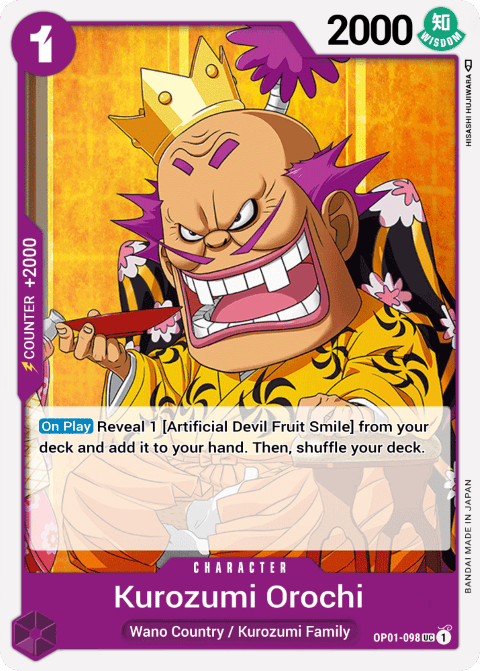 1
2000
知
WISDOM
HISASHI HUJIWARA
COUNTER +2000
On Play Reveal 1 [Artificial Devil Fruit Smile] from your
deck and add it to your hand. Then, shuffle your deck.
BANDAI MADE IN JAPAN
CHARACTER
Kurozumi Orochi
Wano Country / Kurozumi Family
OP01-098 UC 1